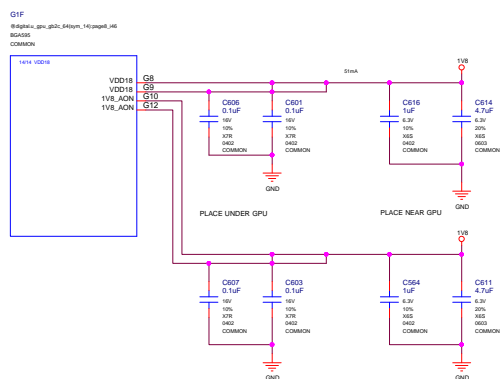 G1F
@digital.u_gpu_gb2c_64(sym_14):page8_i46
BGA595
COMMON
14/14 VDD18
VDD18 G8
VDD18 G9
1V8_AON G10
1V8_AON G12
51mA
1V8
C606
0.1uF
16V
10%
X7R
0402
COMMON
C601
0.1uF
16V
10%
X7R
0402
COMMON
C616
1uF
6.3V
10%
X6S
0402
COMMON
C614
4.7uF
6.3V
20%
X6S
0603
COMMON
GND
GND
PLACE UNDER GPU
PLACE NEAR GPU
1V8
C607
0.1uF
16V
10%
X7R
0402
COMMON
C603
0.1uF
16V
10%
X7R
0402
COMMON
C564
1uF
6.3V
10%
X6S
0402
COMMON
C611
4.7uF
6.3V
20%
X6S
0603
COMMON
GND
GND